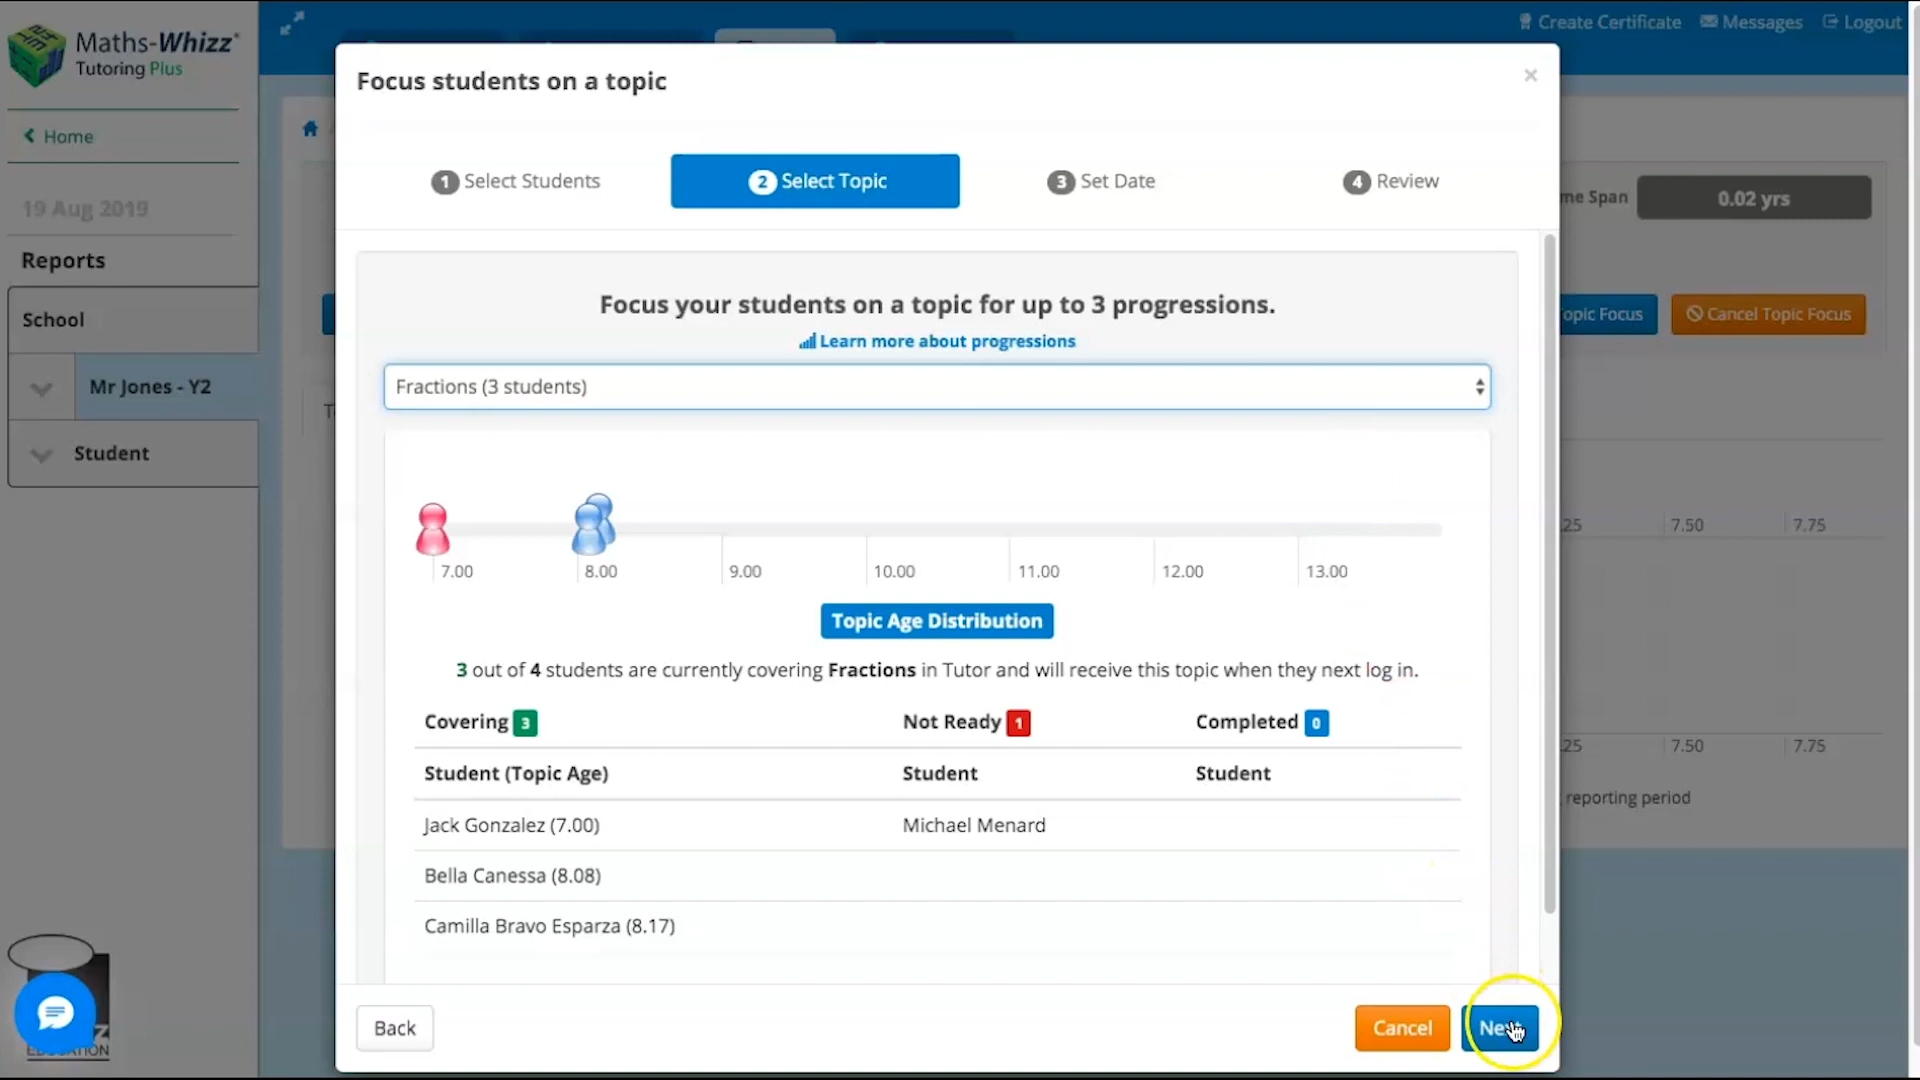 Maths-Whizz®
Tutoring Plus
Create Certificate
Messages
Logout
Home
19 Aug 2019
Reports
School
Mr Jones - Y2
Student
Focus students on a topic
×
1 Select Students
2 Select Topic
3 Set Date
4 Review
me Span
0.02 yrs
opic Focus
Cancel Topic Focus
Focus your students on a topic for up to 3 progressions.
Learn more about progressions
Fractions (3 students)
7.00
8.00
9.00
10.00
11.00
12.00
13.00
.25
7.50
7.75
Topic Age Distribution
3 out of 4 students are currently covering Fractions in Tutor and will receive this topic when they next log in.
Covering 3
Not Ready 1
Completed 0
Student (Topic Age)
Student
Student
Jack Gonzalez (7.00)
Michael Menard
Bella Canessa (8.08)
Camilla Bravo Esparza (8.17)
.25
7.50
7.75
reporting period
Back
Cancel
Next